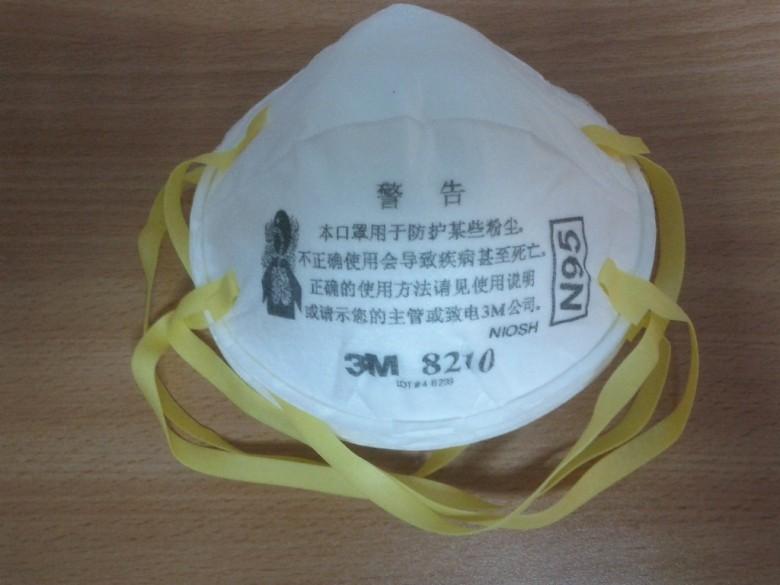 警 告
本口罩用于防护某些粉尘。
不正确使用会导致疾病甚至死亡。
正确的使用方法请见使用说明
或请示您的主管或致电3M公司。
N95
NIOSH
3M 8210
LOT #